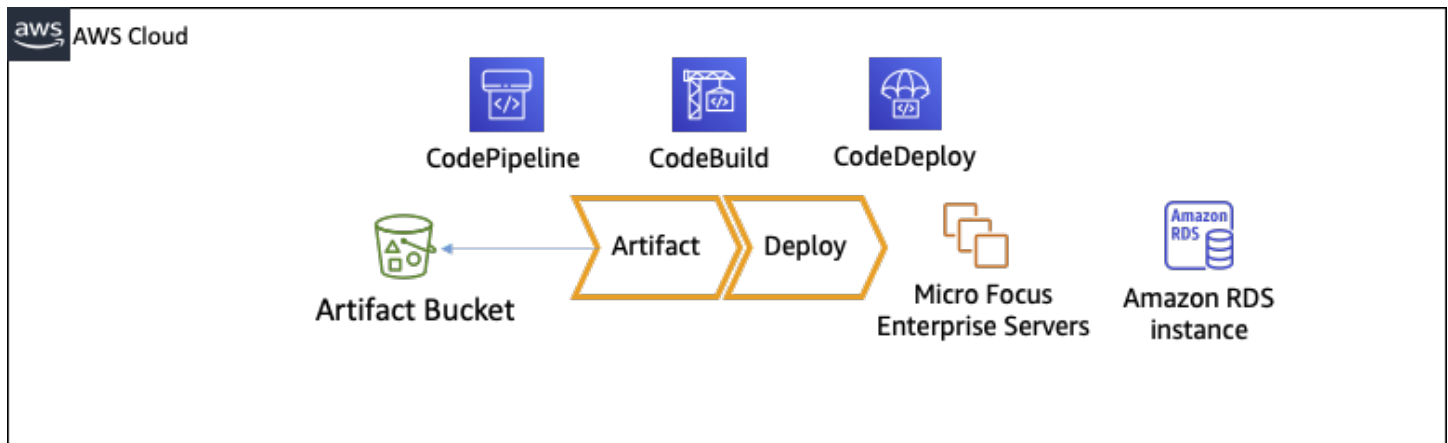 aws
AWS Cloud
</>
</>
</>
CodePipeline
CodeBuild
CodeDeploy
Artifact
Deploy
Amazon
RDS
Artifact Bucket
Micro Focus
Enterprise Servers
Amazon RDS
instance